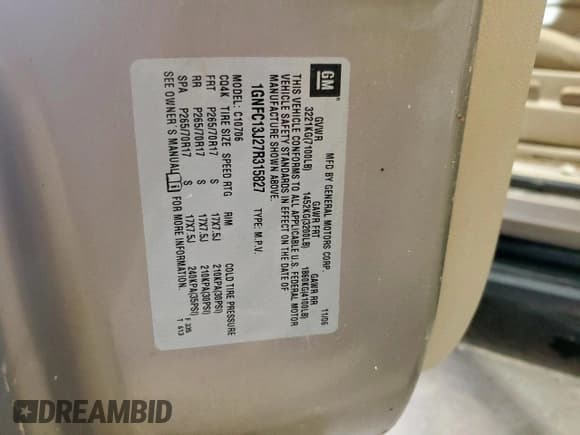 GM
MFD BY GENERAL MOTORS CORP. 11/06
GVWR GAWR FRT GAWR RR
3221KG(7100LB) 1452KG(3200LB) 1860KG(4100LB)
THIS VEHICLE CONFORMS TO ALL APPLICABLE U.S. FEDERAL MOTOR
VEHICLE SAFETY STANDARDS IN EFFECT ON THE DATE OF
MANUFACTURE SHOWN ABOVE.
1GNFC13J27R315827 TYPE: M.P.V.
MODEL: C10706
CO4K TIRE SIZE SPEED RTG RIM COLD TIRE PRESSURE
FRT P265/70R17 S 17X7.5J 210KPA(30PSI)
RR P265/70R17 S 17X7.5J 210KPA(30PSI)
SPA P265/70R17 S 17X7.5J 240KPA(35PSI)
SEE OWNER'S MANUAL i FOR MORE INFORMATION.
F 335
T 613
DREAMBID